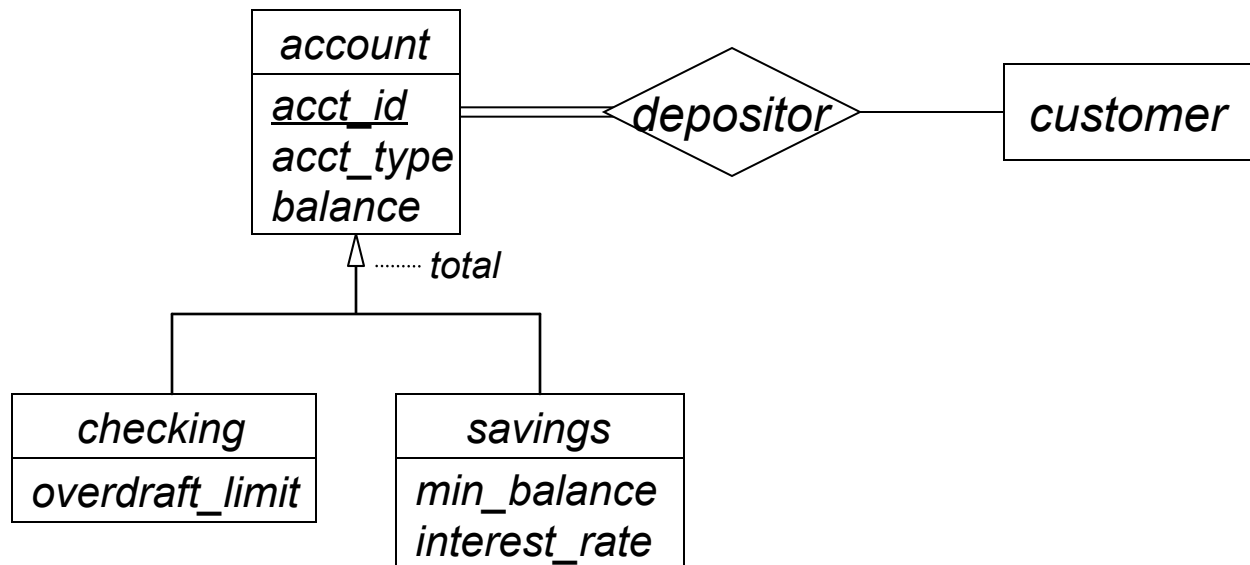 account
acct_id
acct_type
balance
depositor
customer
total
checking
overdraft_limit
savings
min_balance
interest_rate